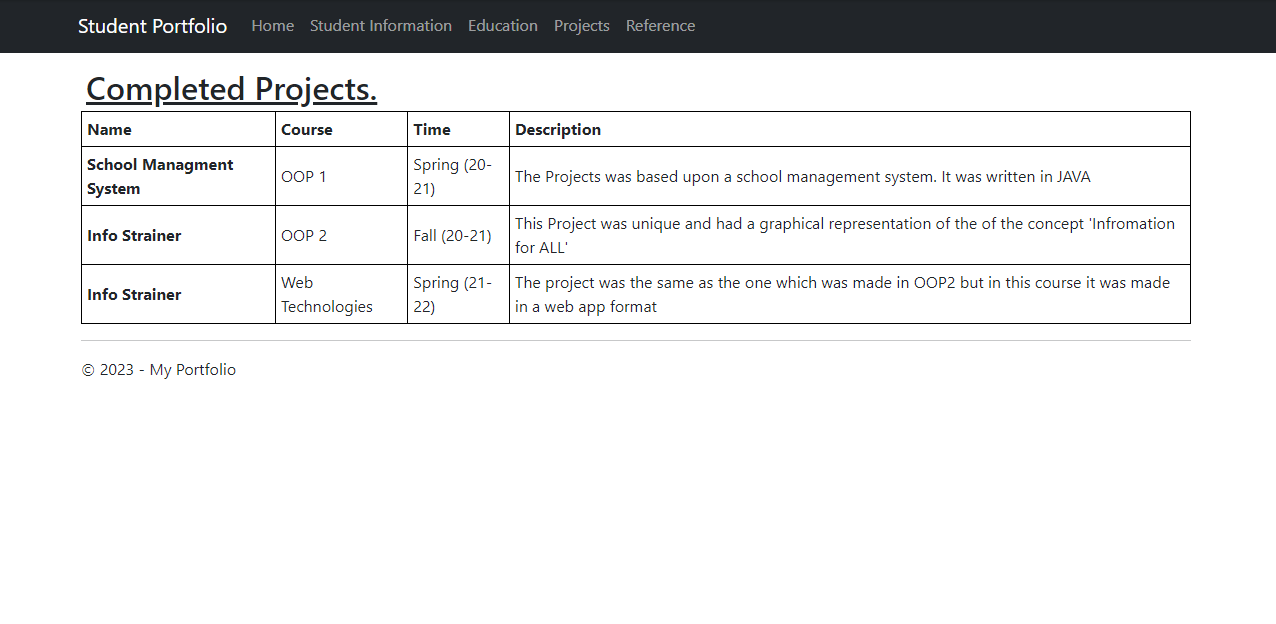 Student Portfolio Home Student Information Education Projects Reference
Completed Projects.
Name Course Time Description
School Managment
System
OOP 1
Spring (20-
21)
The Projects was based upon a school management system. It was written in JAVA
Info Strainer
OOP 2
Fall (20-21)
This Project was unique and had a graphical representation of the of the concept 'Infromation
for ALL'
Info Strainer
Web
Technologies
Spring (21-
22)
The project was the same as the one which was made in OOP2 but in this course it was made
in a web app format
© 2023 - My Portfolio